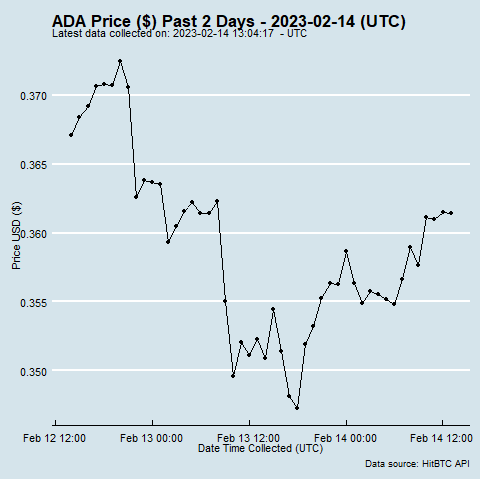 ADA Price ($) Past 2 Days - 2023-02-14 (UTC)
Latest data collected on: 2023-02-14 13:04:17 - UTC
0.370
0.365
0.360
0.355
0.350
Price USD ($)
Feb 12 12:00 Feb 13 00:00 Feb 13 12:00 Feb 14 00:00 Feb 14 12:00
Date Time Collected (UTC)
Data source: HitBTC API